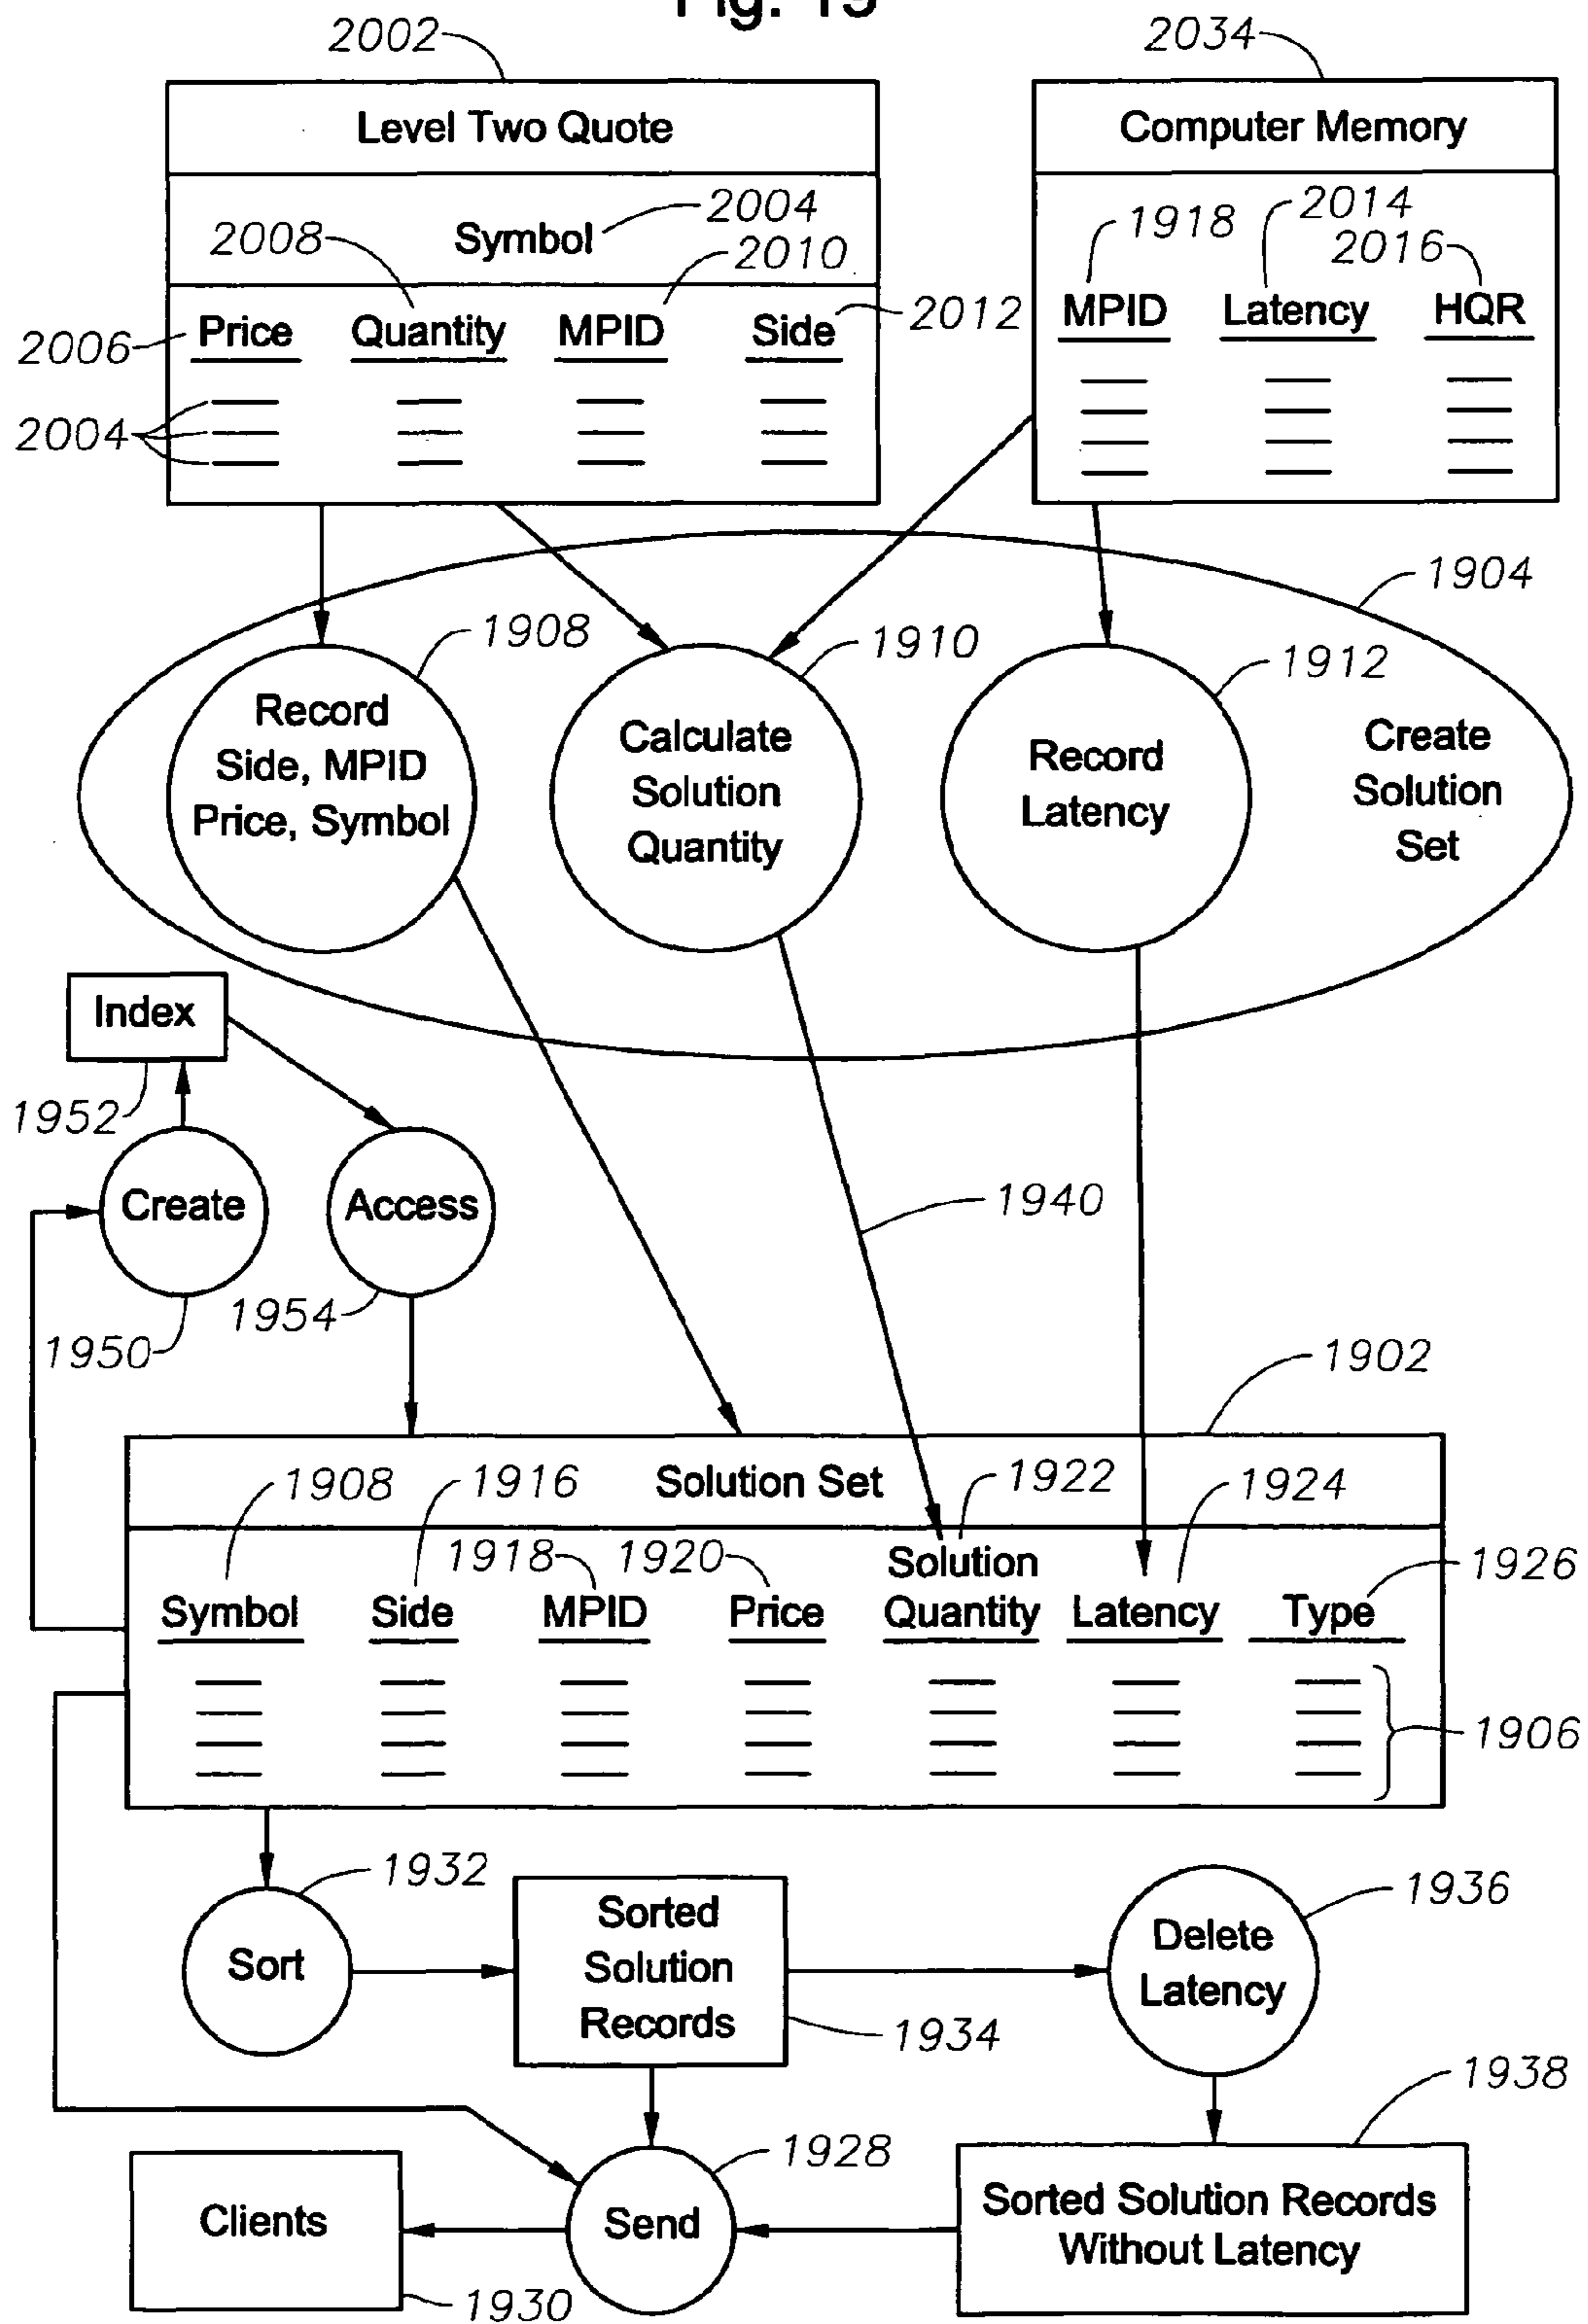 Fig. 19
2002
2034
Level Two Quote
Computer Memory
2004
2008
Symbol
2010
1918
2014
2016
2006
Price
Quantity
MPID
Side
2012
MPID
Latency
HQR
2004
1904
1908
1910
1912
Record
Side, MPID
Price, Symbol
Calculate
Solution
Quantity
Record
Latency
Create
Solution
Set
Index
1952
Create
Access
1940
1954
1950
1902
Solution Set
1908
1916
1922
1924
1918
1920
Solution
1926
Symbol
Side
MPID
Price
Quantity
Latency
Type
1906
1932
1936
Sort
Sorted
Solution
Records
Delete
Latency
1934
1938
1928
Clients
Send
Sorted Solution Records
Without Latency
1930